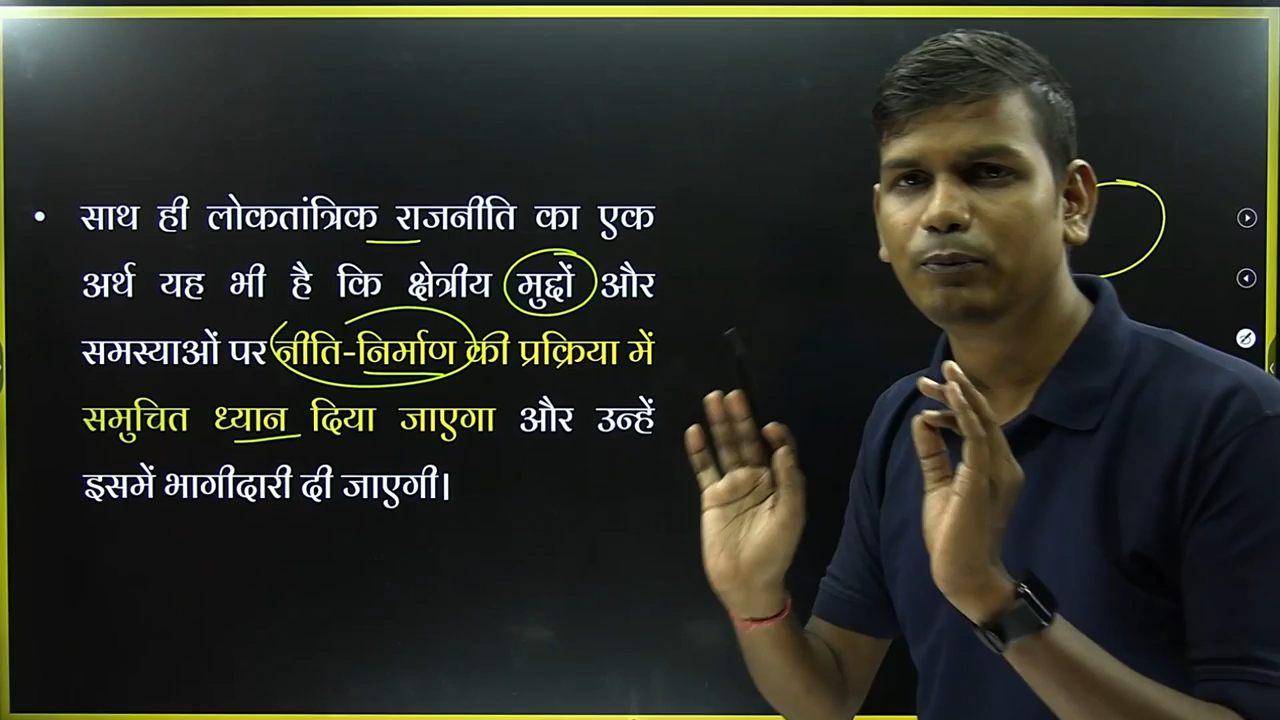 • साथ ही लोकतांत्रिक राजनीति का एक
अर्थ यह भी है कि क्षेत्रीय मुद्दों और
समस्याओं पर नीति-निर्माण की प्रक्रिया में
समुचित ध्यान दिया जाएगा और उन्हें
इसमें भागीदारी दी जाएगी।